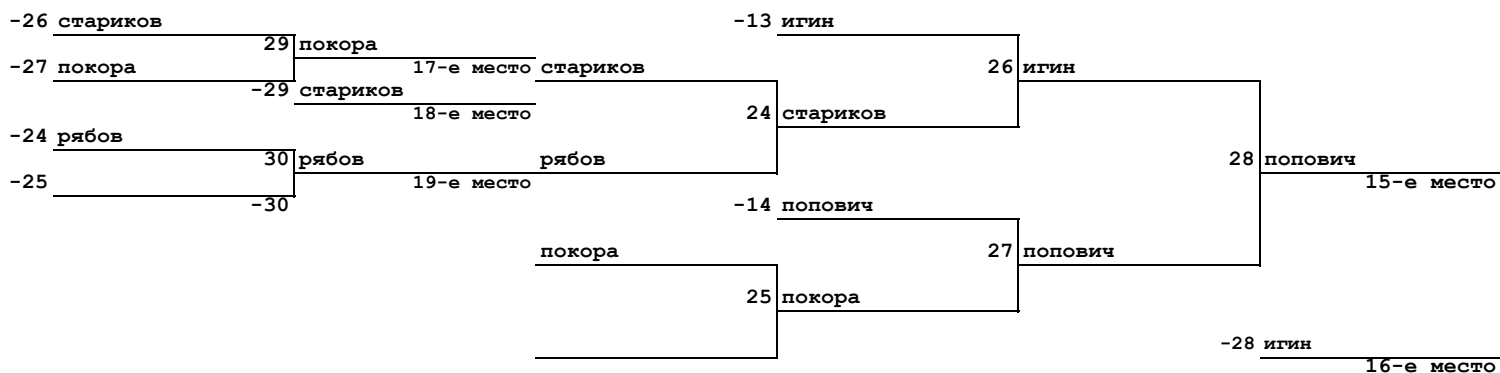 -26 стариков
-13 игин
29 покора
-27 покора
17-е место
стариков
26 игин
-29 стариков
18-е место
24 стариков
-24 рябов
30 рябов
рябов
28 попович
-25
19-е место
15-е место
-30
-14 попович
покора
27 попович
25 покора
-28 игин
16-е место